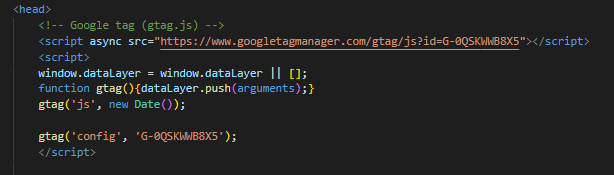 <head>
<!-- Google tag (gtag.js) -->
<script async src="https://www.googletagmanager.com/gtag/js?id=G-0QSKWWB8X5"></script>
<script>
window.dataLayer = window.dataLayer || [];
function gtag(){dataLayer.push(arguments);}
gtag('js', new Date());
gtag('config', 'G-0QSKWWB8X5');
</script>